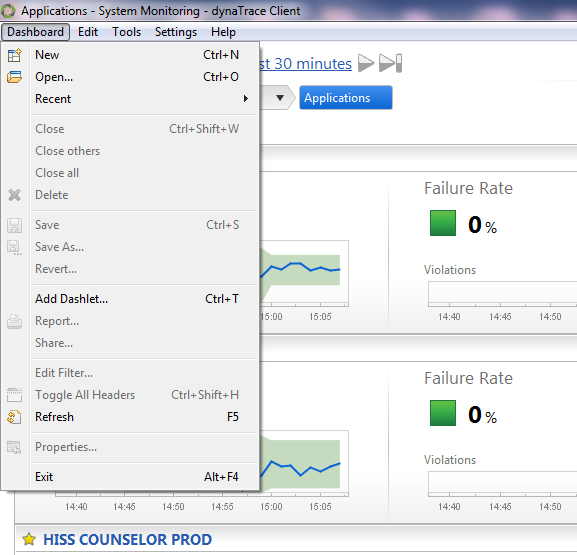 Applications - System Monitoring - dynaTrace Client
Dashboard Edit Tools Settings Help
New Ctrl+N
Open... Ctrl+O
Recent
Close Ctrl+Shift+W
Close others
Close all
Delete
Save Ctrl+S
Save As...
Revert...
Add Dashlet... Ctrl+T
Report...
Share...
Edit Filter...
Toggle All Headers Ctrl+Shift+H
Refresh F5
Properties...
Exit Alt+F4
st 30 minutes
Applications
Failure Rate
0 %
Violations
15:00 15:05
14:40 14:45 14:50
Failure Rate
0 %
Violations
14:40 14:45 14:50 14:55 15:00 15:05
14:40 14:45 14:50
HISS COUNSELOR PROD